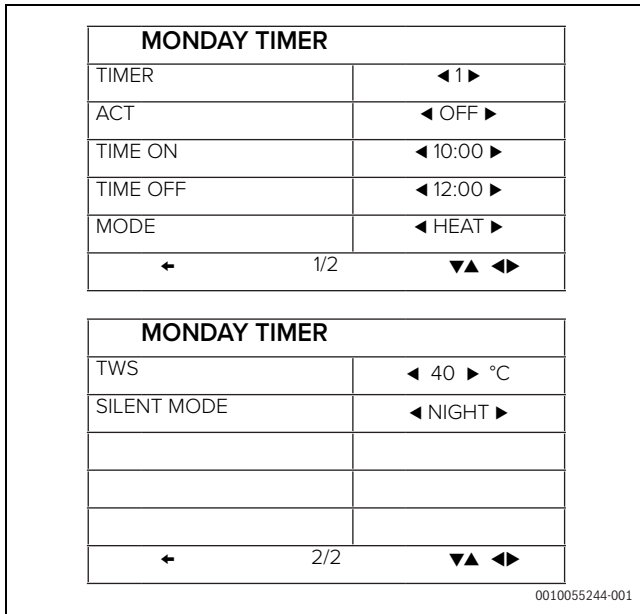 MONDAY TIMER
TIMER ◀ 1 ▶
ACT ◀ OFF ▶
TIME ON ◀ 10:00 ▶
TIME OFF ◀ 12:00 ▶
MODE ◀ HEAT ▶
← 1/2 ▼▲ ◀▶
MONDAY TIMER
TWS ◀ 40 ▶ °C
SILENT MODE ◀ NIGHT ▶
← 2/2 ▼▲ ◀▶
0010055244-001